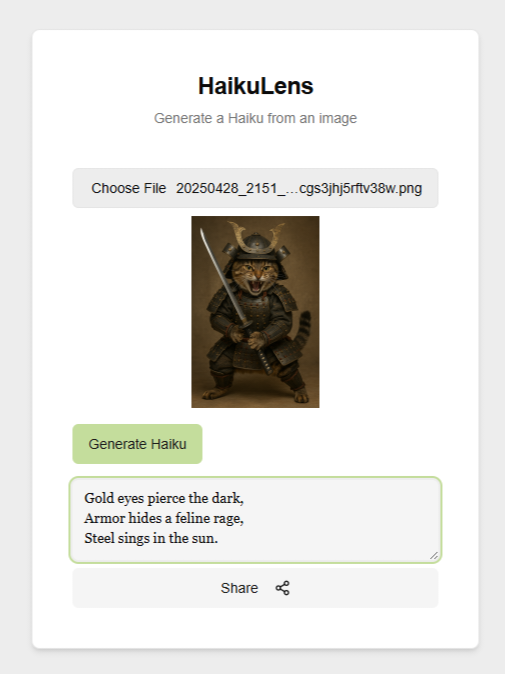 HaikuLens
Generate a Haiku from an image
Choose File 20250428_2151_...cgs3jhj5rftv38w.png
Generate Haiku
Gold eyes pierce the dark,
Armor hides a feline rage,
Steel sings in the sun.
Share